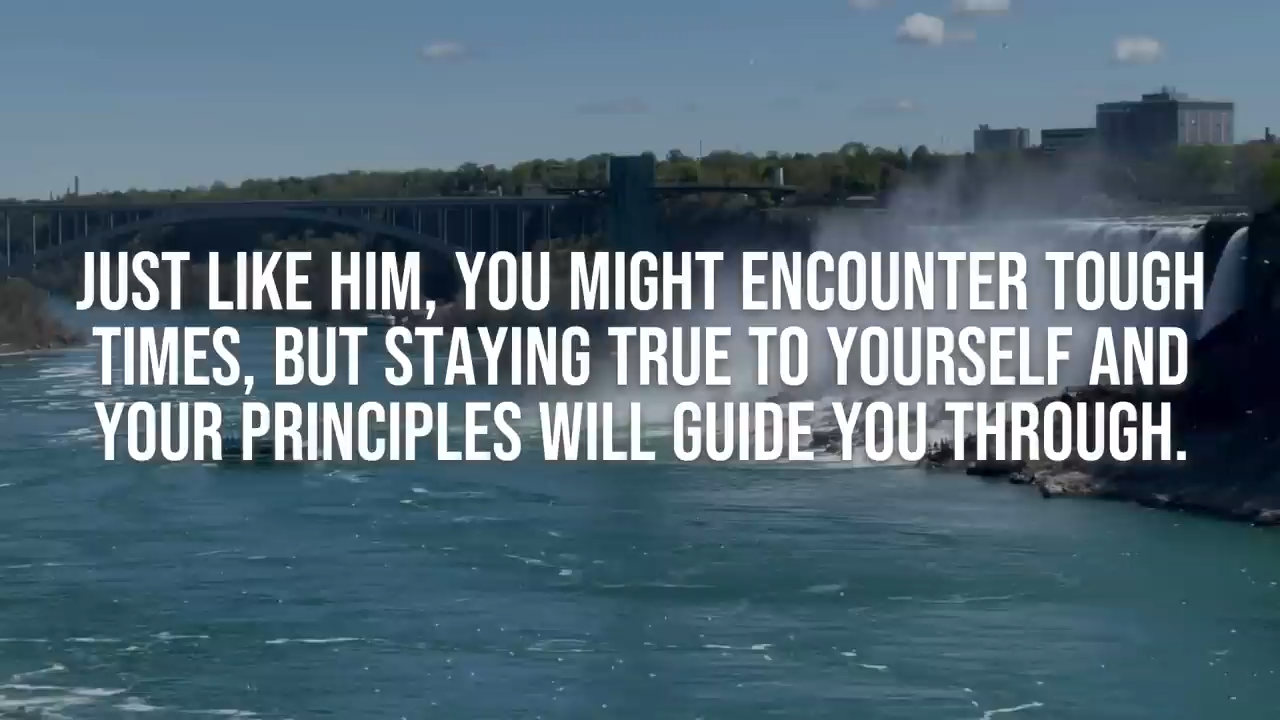 JUST LIKE HIM, YOU MIGHT ENCOUNTER TOUGH
TIMES, BUT STAYING TRUE TO YOURSELF AND
YOUR PRINCIPLES WILL GUIDE YOU THROUGH.